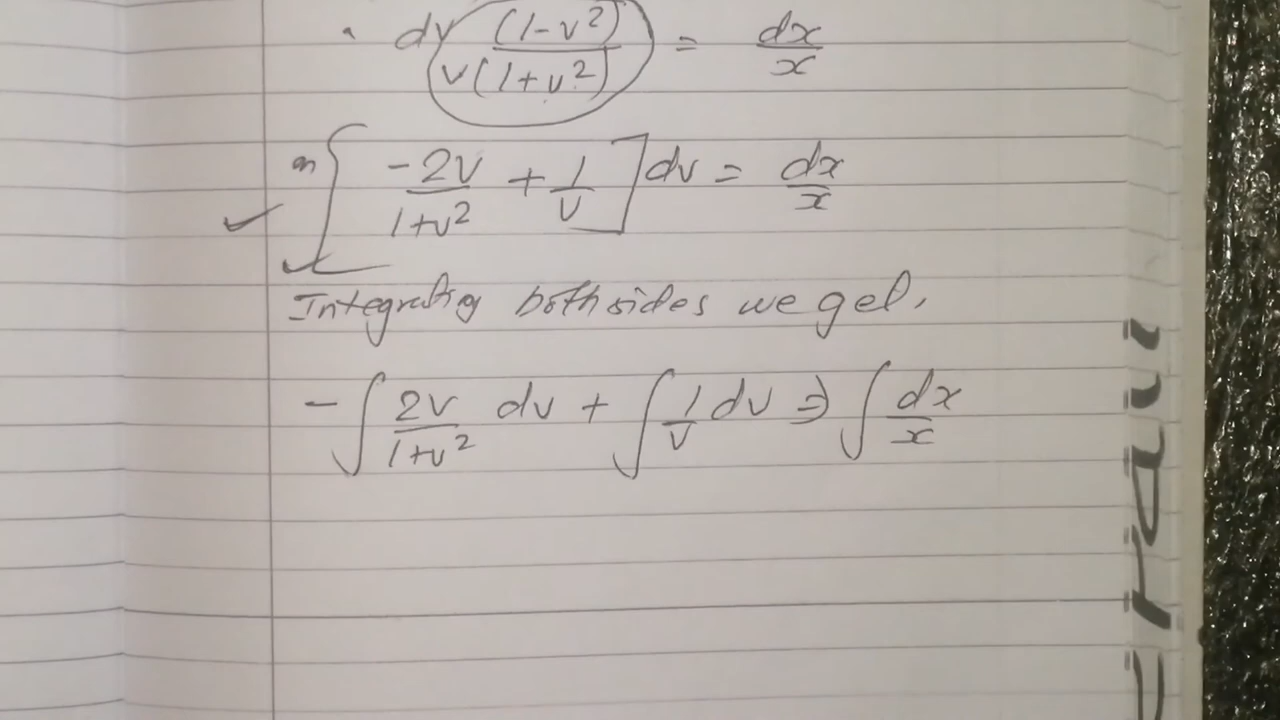 dv (1-v²)/v(1+v²) = dx/x
[-2v/1+v² + 1/v] dv = dx/x
Integrating both sides we get,
-∫ 2v/1+v² dv + ∫ 1/v dv => ∫ dx/x